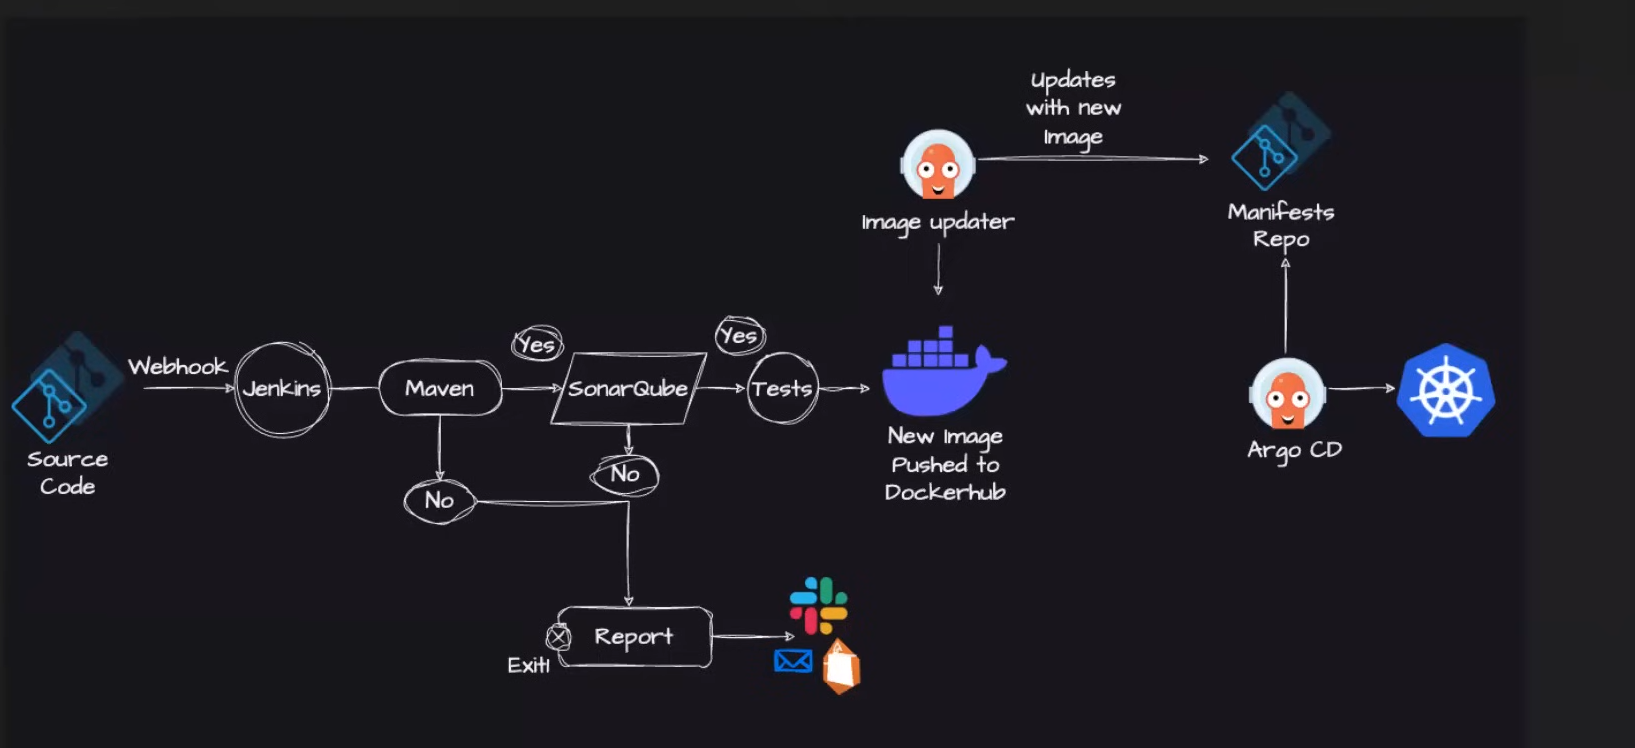 Updates
with new
Image
Image updater
Manifests
Repo
Webhook
Jenkins
Maven
Yes
SonarQube
Yes
Tests
Source
Code
No
No
New Image
Pushed to
Dockerhub
Argo CD
Report
Exit!